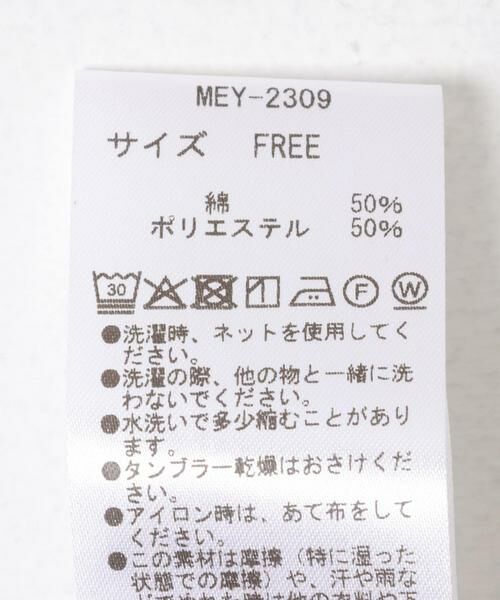 MEY-2309
サイズ FREE
綿 50%
ポリエステル 50%
30 F W
●洗濯時、ネットを使用してく
ださい。
●洗濯の際、他の物と一緒に洗
わないでください。
●水洗いで多少縮むことがあり
ます。
●タンブラー乾燥はおさけくだ
さい。
●アイロン時は、あて布をして
ください。
●この素材は摩擦（特に湿った
状態での摩擦）や、汗や雨な